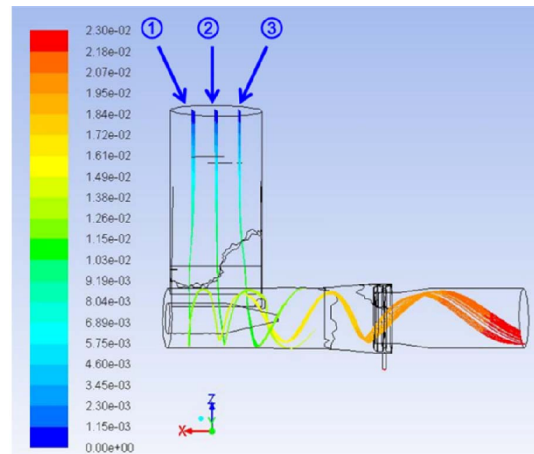 ① ② ③
2.30e-02
2.18e-02
2.07e-02
1.95e-02
1.84e-02
1.72e-02
1.61e-02
1.49e-02
1.38e-02
1.26e-02
1.15e-02
1.03e-02
9.19e-03
8.04e-03
6.89e-03
5.75e-03
4.60e-03
3.45e-03
2.30e-03
1.15e-03
0.00e+00
Z
X Y